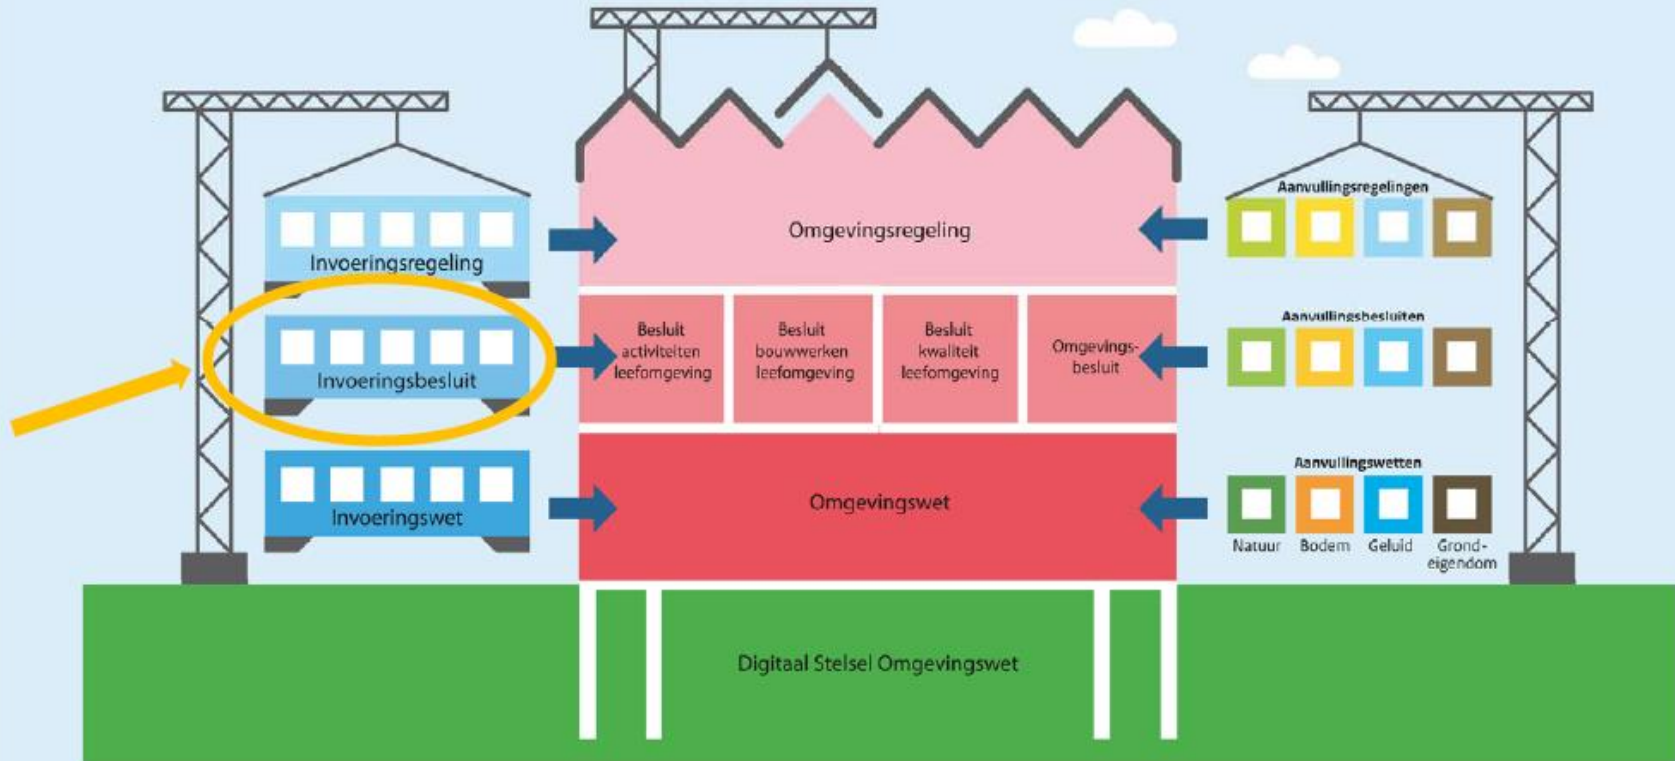 Aanvullingsregelingen
Omgevingsregeling
Invoeringsregeling
Aanvullingsbesluiten
Besluit
activiteiten
leefomgeving
Besluit
bouwwerken
leefomgeving
Besluit
kwaliteit
leefomgeving
Omgevings-
besluit
Invoeringsbesluit
Aanvullingswetten
Omgevingswet
Invoeringswet
Natuur
Bodem
Geluid
Grond-
eigendom
Digitaal Stelsel Omgevingswet